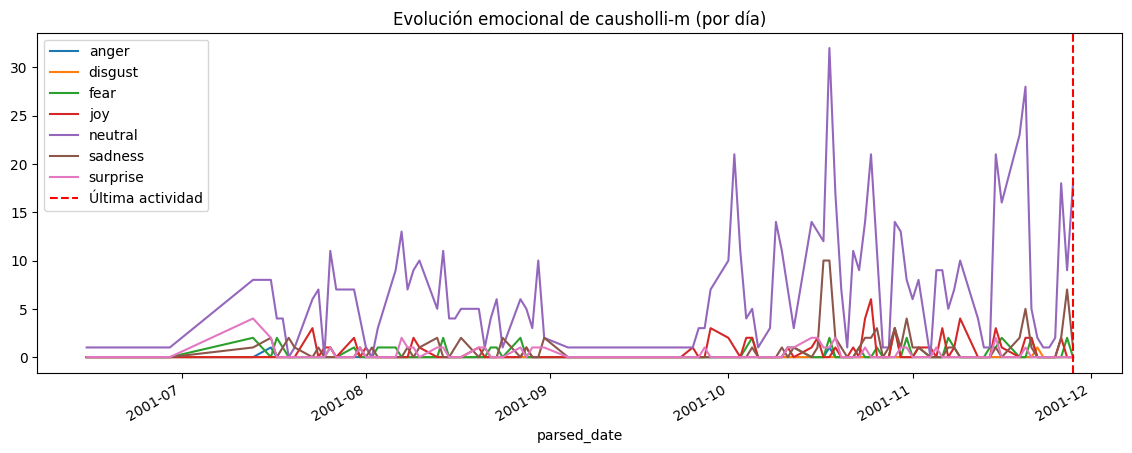 Evolución emocional de causholli-m (por día)
anger
disgust
fear
joy
neutral
sadness
surprise
Última actividad
30
25
20
15
10
5
0
2001-07
2001-08
2001-09
2001-10
2001-11
2001-12
parsed_date